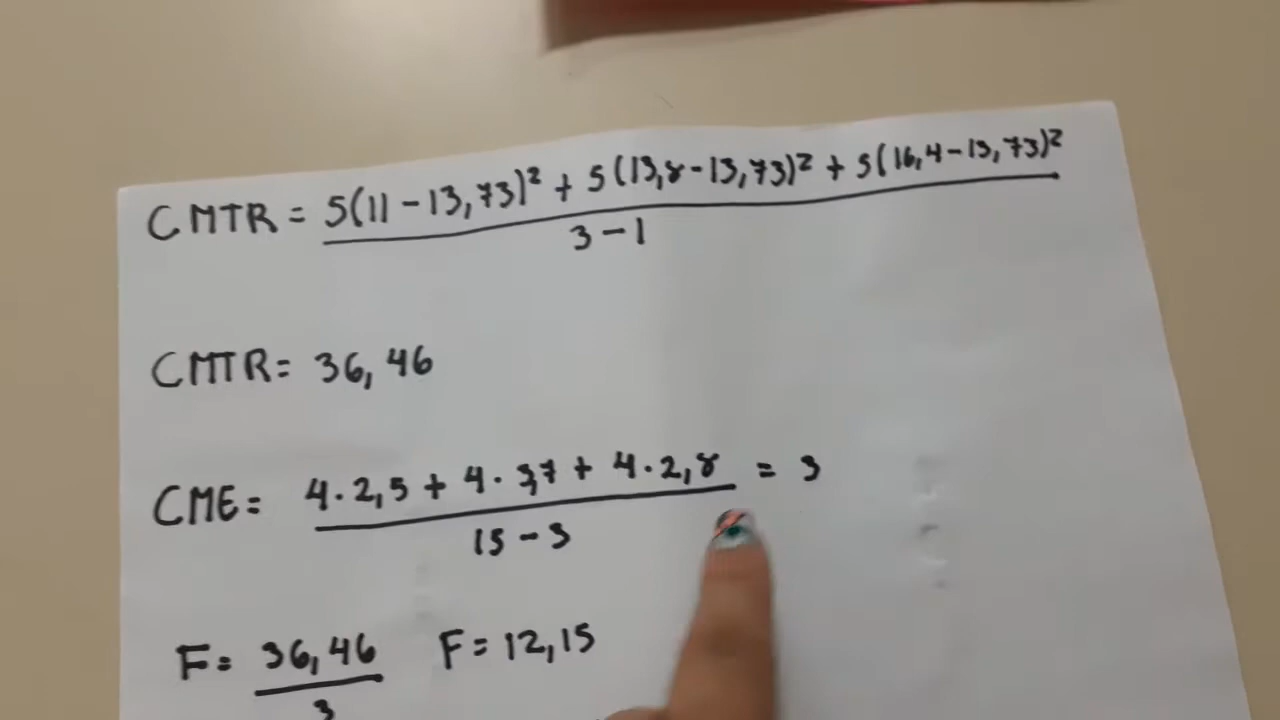 CMTR = 5(11 - 13,73)² + 5(13,8 - 13,73)² + 5(16,4 - 13,73)²
3 - 1
CMTR = 36,46
CME = 4 · 2,5 + 4 · 3,7 + 4 · 2,8 = 3
15 - 3
F = 36,46 F = 12,15
3